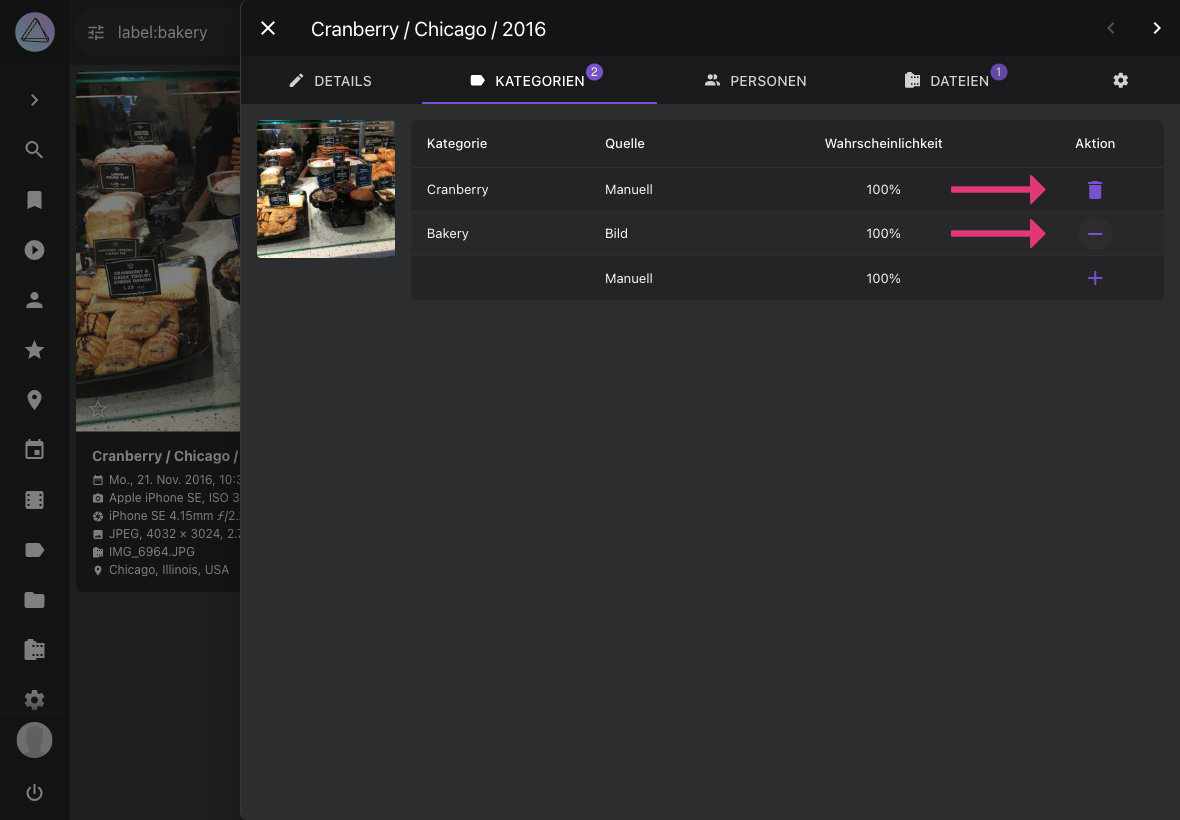 label:bakery
Cranberry / Chicago / 2016
DETAILS
KATEGORIEN 2
PERSONEN
DATEIEN 1
Kategorie Quelle Wahrscheinlichkeit Aktion
Cranberry Manuell 100%
Bakery Bild 100%
Manuell 100%
Cranberry / Chicago /
Mo., 21. Nov. 2016, 10:3
Apple iPhone SE, ISO 3
iPhone SE 4.15mm ƒ/2.
JPEG, 4032 × 3024, 2.7
IMG_6964.JPG
Chicago, Illinois, USA